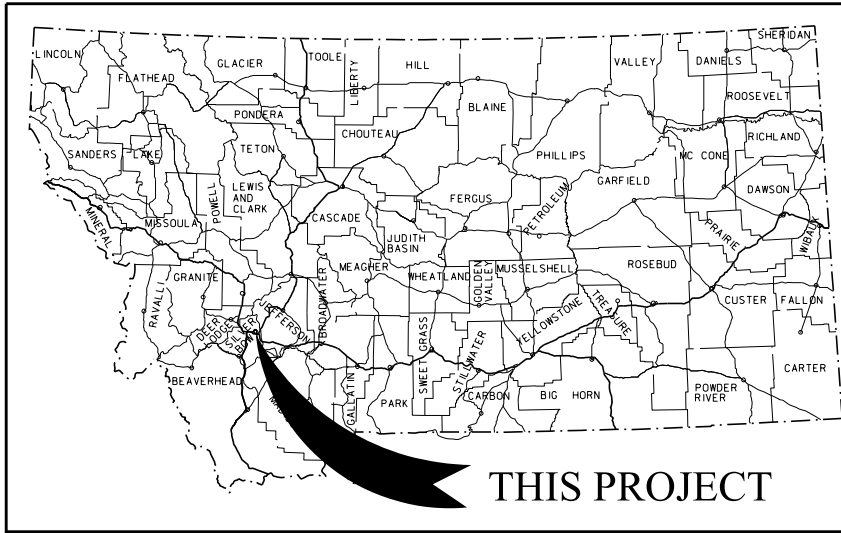 LINCOLN
FLATHEAD
GLACIER
TOOLE
LIBERTY
HILL
BLAINE
VALLEY
DANIELS
SHERIDAN
ROOSEVELT
PONDERA
CHOUTEAU
PHILLIPS
RICHLAND
SANDERS
LAKE
TETON
MC CONE
MINERAL
MISSOULA
POWELL
LEWIS
AND
CLARK
CASCADE
JUDITH
BASIN
FERGUS
PETROLEUM
GARFIELD
DAWSON
PRAIRIE
WIBAUX
RAVALLI
GRANITE
BROADWATER
MEAGHER
WHEATLAND
GOLDEN
VALLEY
MUSSELSHELL
ROSEBUD
TREASURE
CUSTER
FALLON
DEER
LODGE
SILVER
BOW
JEFFERSON
SWEET GRASS
STILLWATER
YELLOWSTONE
BEAVERHEAD
GALLATIN
PARK
CARBON
BIG HORN
POWDER
RIVER
CARTER
THIS PROJECT